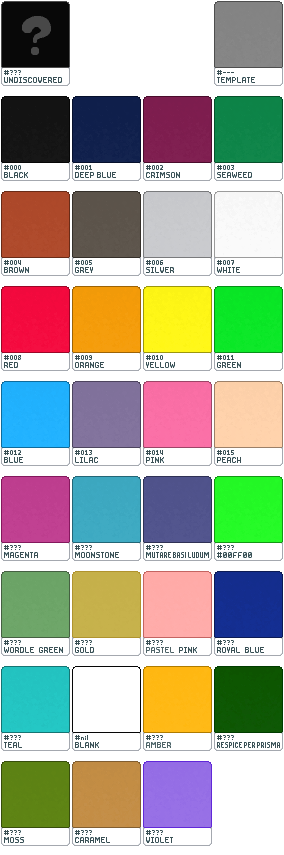 ?
#???
UNDISCOVERED
#---
TEMPLATE
#000
BLACK
#001
DEEP BLUE
#002
CRIMSON
#003
SEAWEED
#004
BROWN
#005
GREY
#006
SILVER
#007
WHITE
#008
RED
#009
ORANGE
#010
YELLOW
#011
GREEN
#012
BLUE
#013
LILAC
#014
PINK
#015
PEACH
#???
MAGENTA
#???
MOONSTONE
#???
MUTARE BASILUDUM
#???
#00FF00
#???
WORDLE GREEN
#???
GOLD
#???
PASTEL PINK
#???
ROYAL BLUE
#???
TEAL
#nil
BLANK
#???
AMBER
#???
RESPICE PER PRISMA
#???
MOSS
#???
CARAMEL
#???
VIOLET